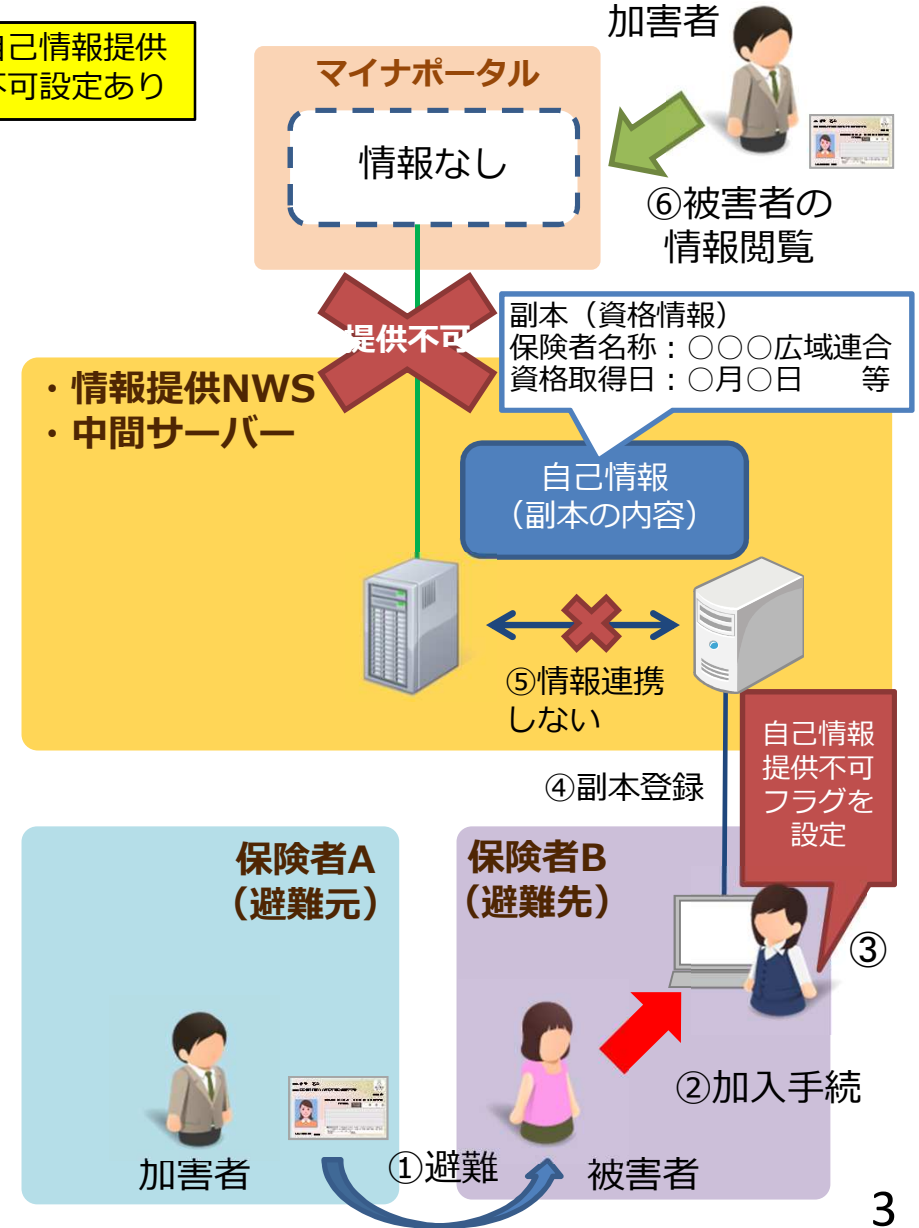 自己情報提供
不可設定あり
加害者
マイナポータル
情報なし
⑥被害者の
情報閲覧
提供不可
副本（資格情報）
保険者名称：○○○広域連合
資格取得日：○月○日　　等
・情報提供NWS
・中間サーバー
自己情報
（副本の内容）
⑤情報連携
しない
自己情報
提供不可
フラグを
設定
④副本登録
保険者A
（避難元）
保険者B
（避難先）
③
②加入手続
加害者
①避難
被害者
3